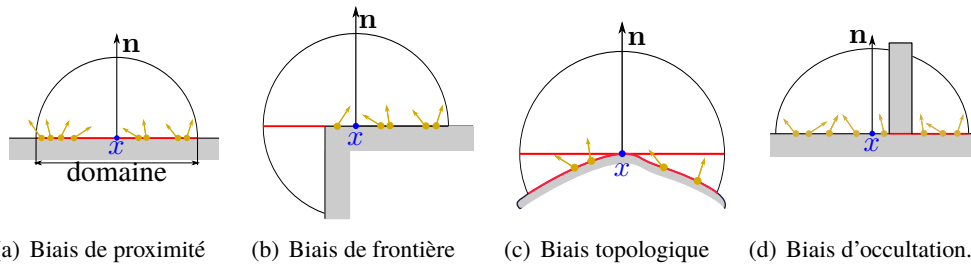 n
x
domaine
n
x
n
x
n
x
(a) Biais de proximité
(b) Biais de frontière
(c) Biais topologique
(d) Biais d'occultation.